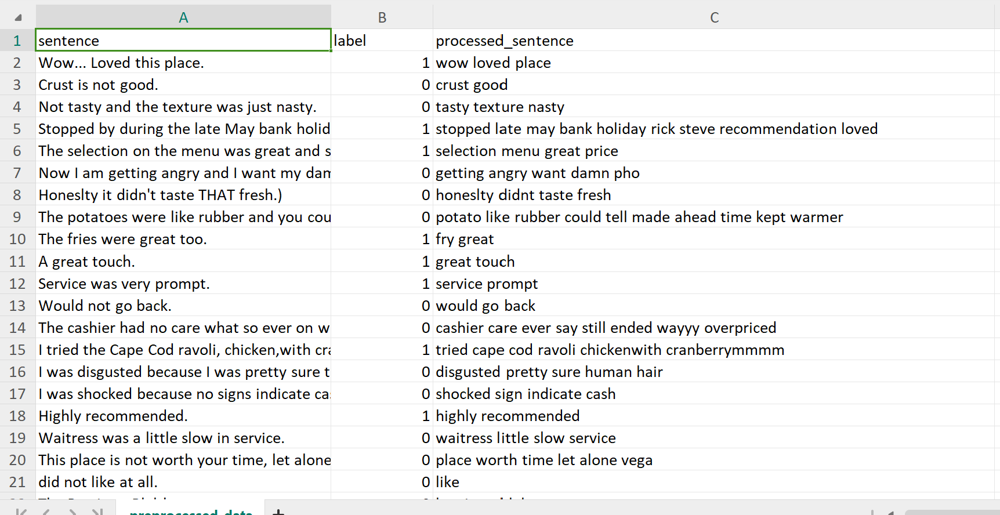 A B C
1 sentence label processed_sentence
2 Wow... Loved this place. 1 wow loved place
3 Crust is not good. 0 crust good
4 Not tasty and the texture was just nasty. 0 tasty texture nasty
5 Stopped by during the late May bank holid 1 stopped late may bank holiday rick steve recommendation loved
6 The selection on the menu was great and s 1 selection menu great price
7 Now I am getting angry and I want my dam 0 getting angry want damn pho
8 Honeslty it didn't taste THAT fresh.) 0 honeslty didnt taste fresh
9 The potatoes were like rubber and you cou 0 potato like rubber could tell made ahead time kept warmer
10 The fries were great too. 1 fry great
11 A great touch. 1 great touch
12 Service was very prompt. 1 service prompt
13 Would not go back. 0 would go back
14 The cashier had no care what so ever on w 0 cashier care ever say still ended wayyy overpriced
15 I tried the Cape Cod ravoli, chicken,with cra 1 tried cape cod ravoli chickenwith cranberrymmmm
16 I was disgusted because I was pretty sure t 0 disgusted pretty sure human hair
17 I was shocked because no signs indicate cas 0 shocked sign indicate cash
18 Highly recommended. 1 highly recommended
19 Waitress was a little slow in service. 0 waitress little slow service
20 This place is not worth your time, let alone 0 place worth time let alone vega
21 did not like at all. 0 like
preprocessed_data